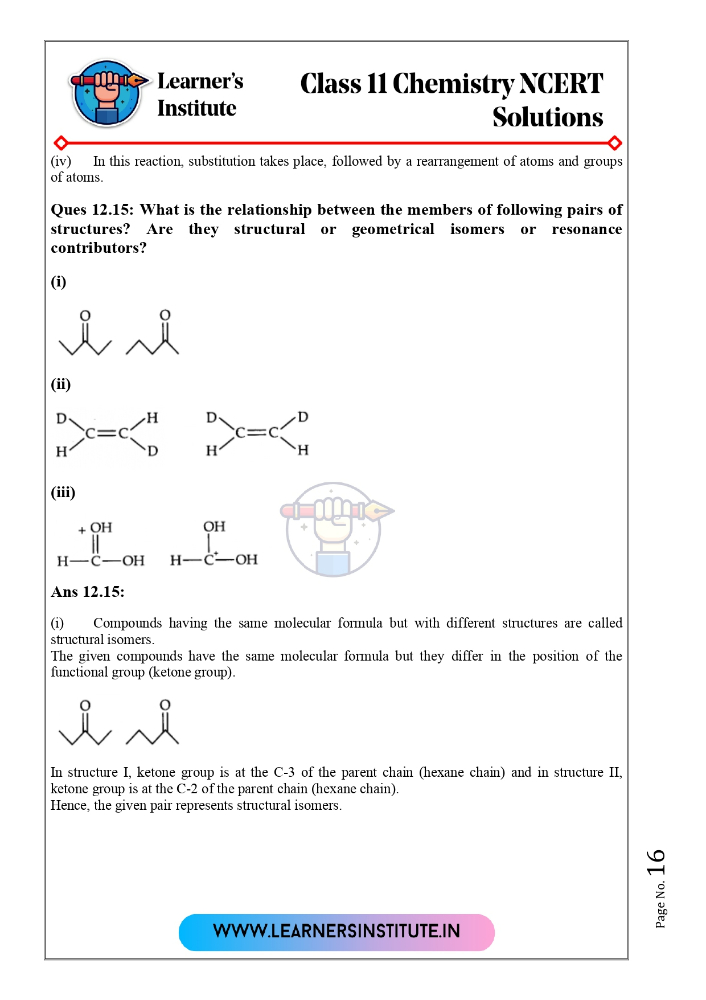 Learner's
Institute
Class 11 Chemistry NCERT
Solutions
(iv) In this reaction, substitution takes place, followed by a rearrangement of atoms and groups
of atoms.
Ques 12.15: What is the relationship between the members of following pairs of
structures? Are they structural or geometrical isomers or resonance
contributors?
(i)
O O
(ii)
D H D D
C=C C=C
H D H H
(iii)
+ OH OH
H—C—OH H—C+—OH
Ans 12.15:
(i) Compounds having the same molecular formula but with different structures are called
structural isomers.
The given compounds have the same molecular formula but they differ in the position of the
functional group (ketone group).
O O
In structure I, ketone group is at the C-3 of the parent chain (hexane chain) and in structure II,
ketone group is at the C-2 of the parent chain (hexane chain).
Hence, the given pair represents structural isomers.
Page No. 16
WWW.LEARNERSINSTITUTE.IN